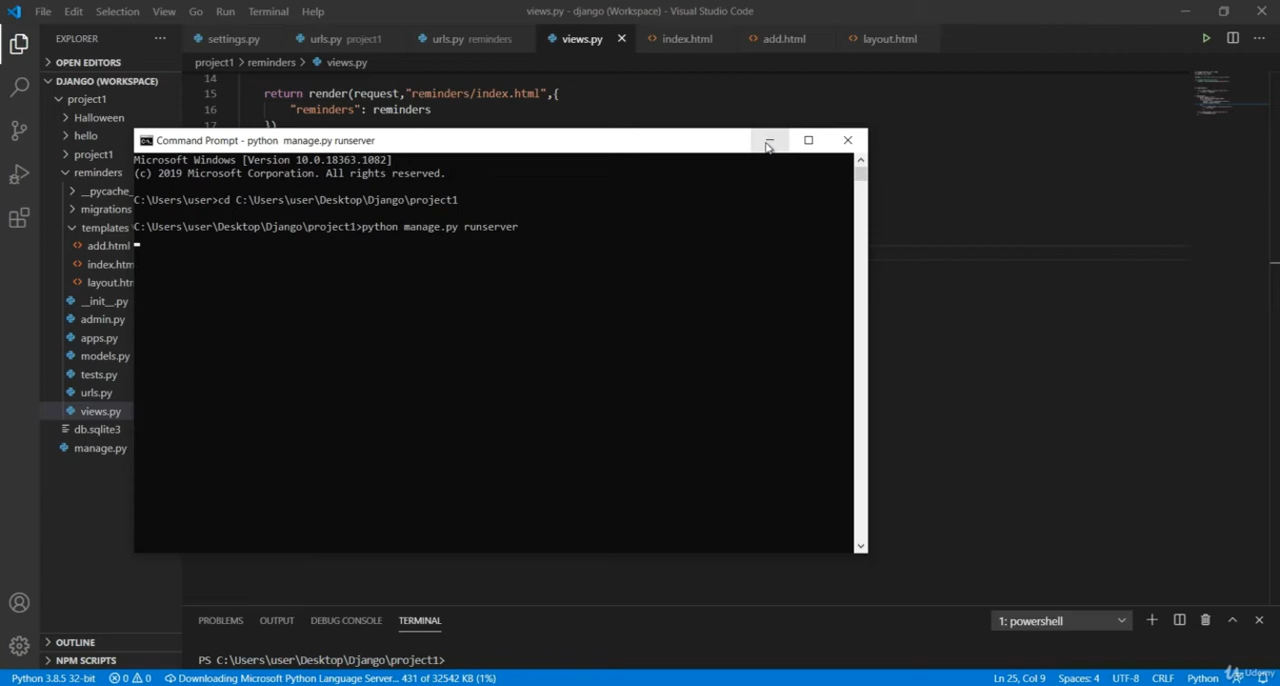 File Edit Selection View Go Run Terminal Help views.py - django (Workspace) - Visual Studio Code
EXPLORER ··· settings.py urls.py project1 urls.py reminders views.py index.html add.html layout.html ···
OPEN EDITORS
project1 > reminders > views.py
DJANGO (WORKSPACE)
project1
Halloween
hello
project1
reminders
__pycache_
migrations
templates
add.html
index.htm
layout.htm
__init__.py
admin.py
apps.py
models.py
tests.py
urls.py
views.py
db.sqlite3
manage.py
OUTLINE
NPM SCRIPTS
14
15 return render(request,"reminders/index.html",{
16 "reminders": reminders
17 })
Command Prompt - python manage.py runserver
Microsoft Windows [Version 10.0.18363.1082]
(c) 2019 Microsoft Corporation. All rights reserved.
C:\Users\user>cd C:\Users\user\Desktop\Django\project1
C:\Users\user\Desktop\Django\project1>python manage.py runserver
PROBLEMS OUTPUT DEBUG CONSOLE TERMINAL 1: powershell
PS C:\Users\user\Desktop\Django\project1>
Python 3.8.5 32-bit 0 0 Downloading Microsoft Python Language Server... 431 of 32542 KB (1%) Ln 25, Col 9 Spaces: 4 UTF-8 CRLF Python
Udemy